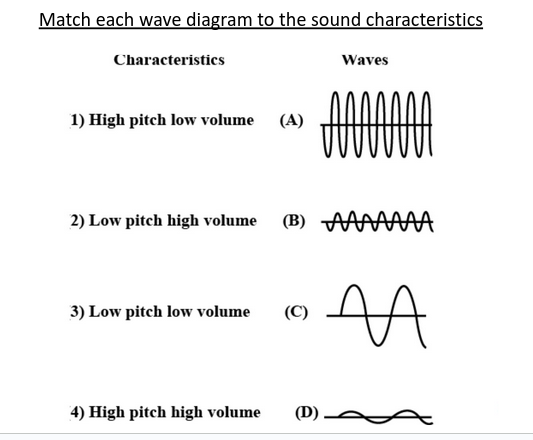 Match each wave diagram to the sound characteristics
Characteristics Waves
1) High pitch low volume (A)
2) Low pitch high volume (B)
3) Low pitch low volume (C)
4) High pitch high volume (D)